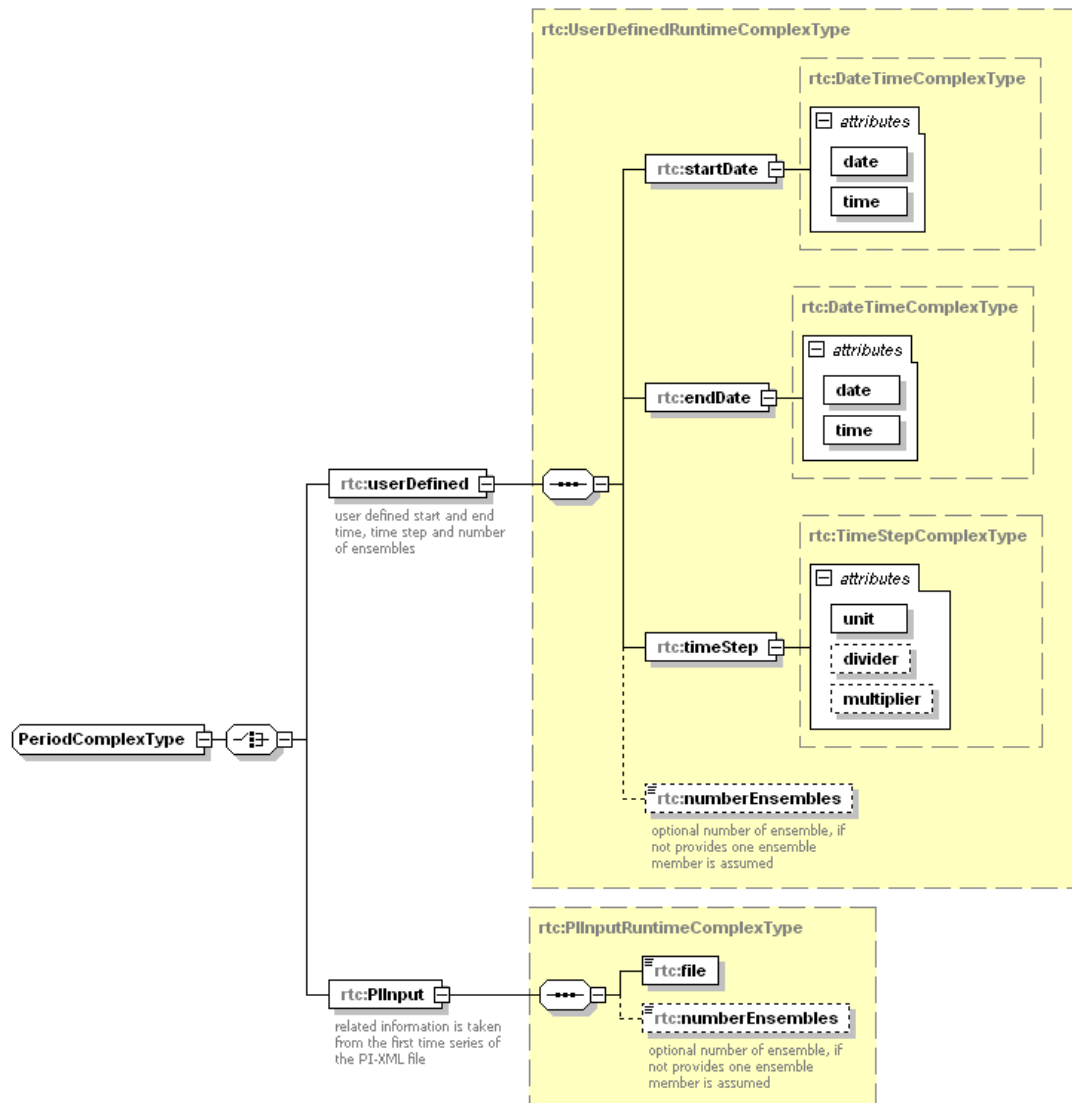 rtc:UserDefinedRuntimeComplexType
rtc:DateTimeComplexType
attributes
date
time
rtc:startDate
rtc:DateTimeComplexType
attributes
date
time
rtc:endDate
rtc:userDefined
user defined start and end
time, time step and number
of ensembles
rtc:TimeStepComplexType
attributes
unit
divider
multiplier
rtc:timeStep
PeriodComplexType
rtc:numberEnsembles
optional number of ensemble, if
not provides one ensemble
member is assumed
rtc:PIInputRuntimeComplexType
rtc:file
rtc:PIInput
related information is taken
from the first time series of
the PI-XML file
rtc:numberEnsembles
optional number of ensemble, if
not provides one ensemble
member is assumed